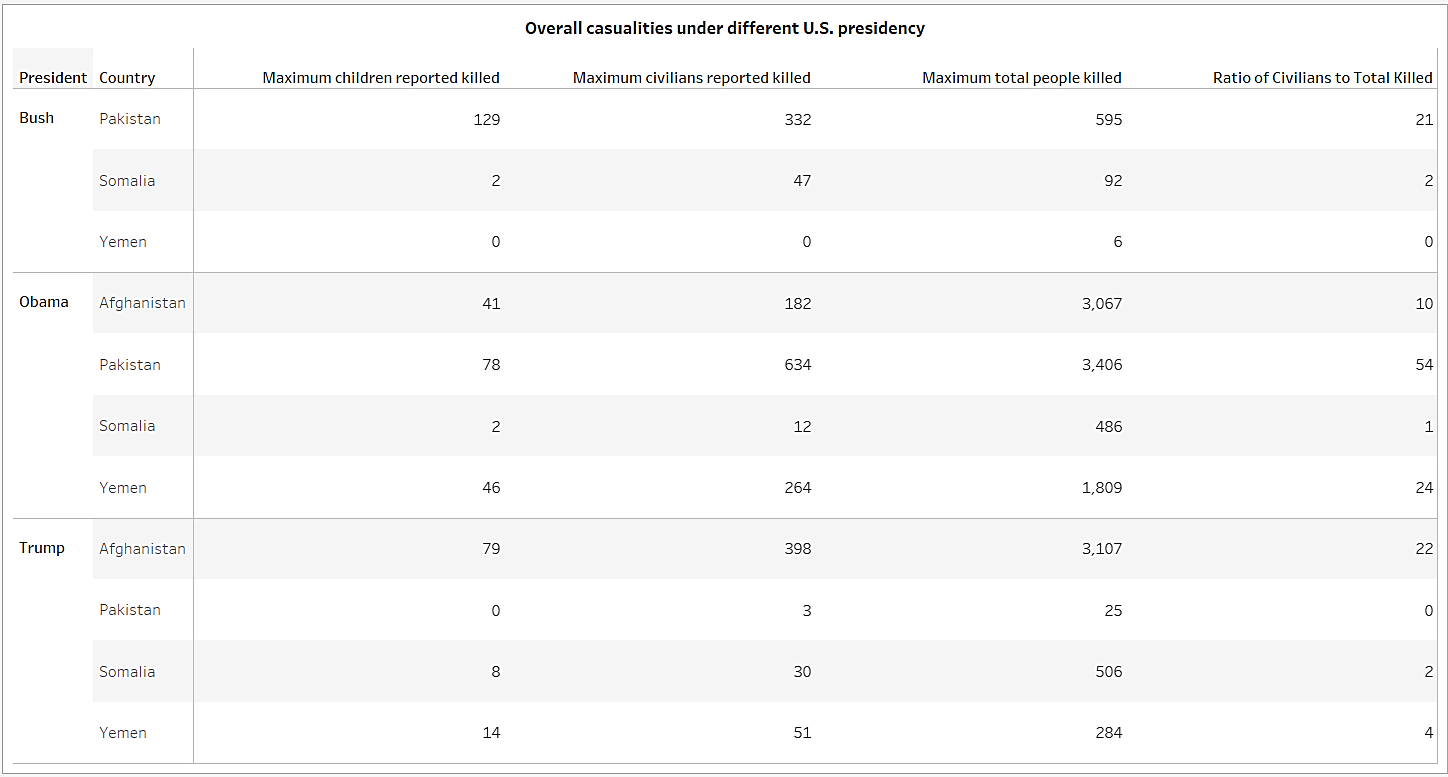 Overall casualities under different U.S. presidency
President Country Maximum children reported killed Maximum civilians reported killed Maximum total people killed Ratio of Civilians to Total Killed
Bush Pakistan 129 332 595 21
Somalia 2 47 92 2
Yemen 0 0 6 0
Obama Afghanistan 41 182 3,067 10
Pakistan 78 634 3,406 54
Somalia 2 12 486 1
Yemen 46 264 1,809 24
Trump Afghanistan 79 398 3,107 22
Pakistan 0 3 25 0
Somalia 8 30 506 2
Yemen 14 51 284 4